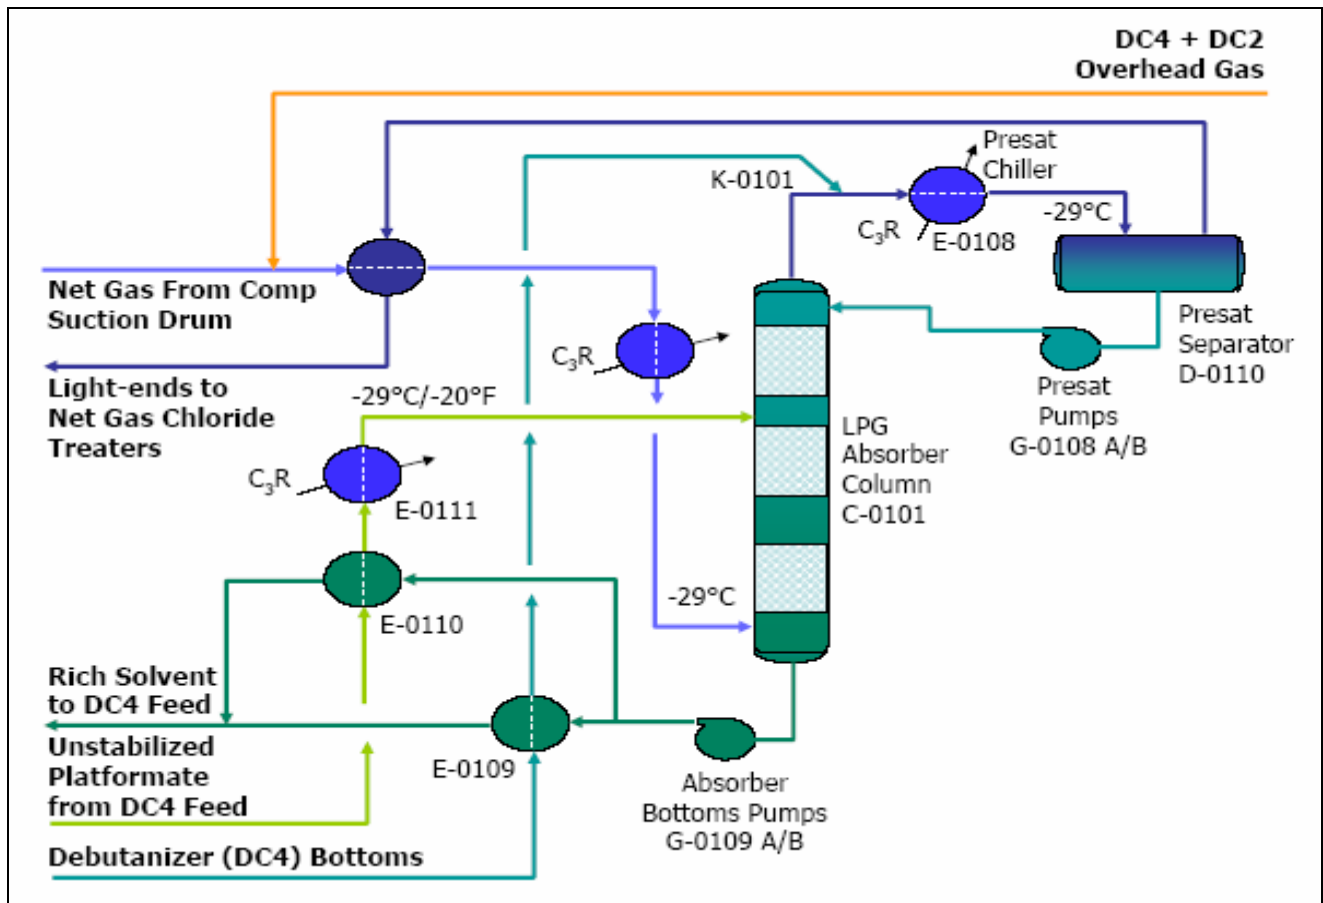 DC4 + DC2
Overhead Gas
Presat
Chiller
K-0101
-29°C
C3R
E-0108
Net Gas From Comp
Suction Drum
Presat
Separator
D-0110
C3R
Light-ends to
Net Gas Chloride
Treaters
-29°C/-20°F
Presat
Pumps
G-0108 A/B
LPG
Absorber
Column
C-0101
C3R
E-0111
-29°C
E-0110
Rich Solvent
to DC4 Feed
Unstabilized
Platformate
from DC4 Feed
E-0109
Absorber
Bottoms Pumps
G-0109 A/B
Debutanizer (DC4) Bottoms